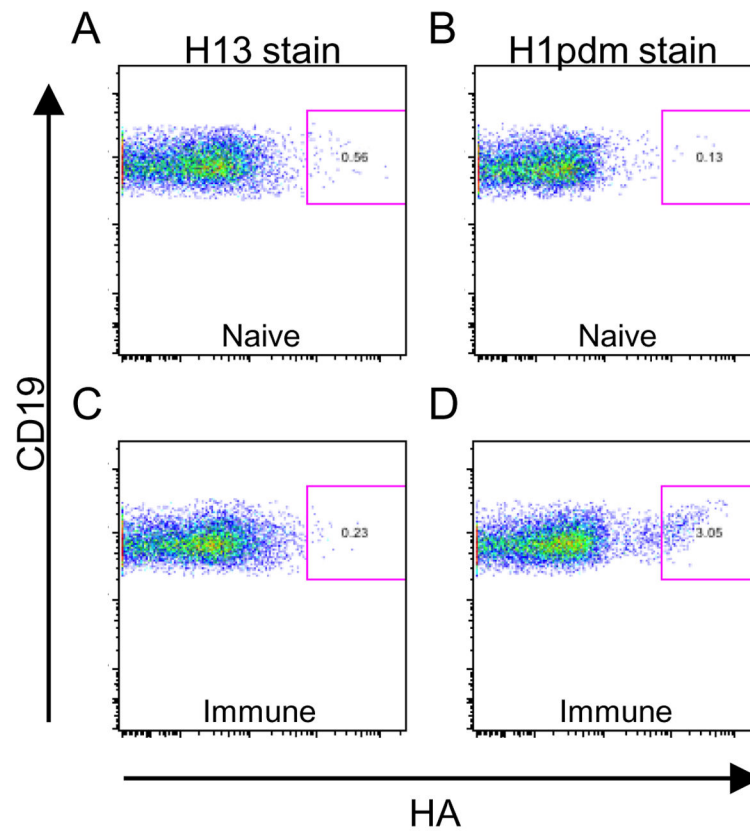 A
H13 stain
B
H1pdm stain
0.56
0.13
Naive
Naive
C
D
CD19
0.23
3.05
Immune
Immune
HA